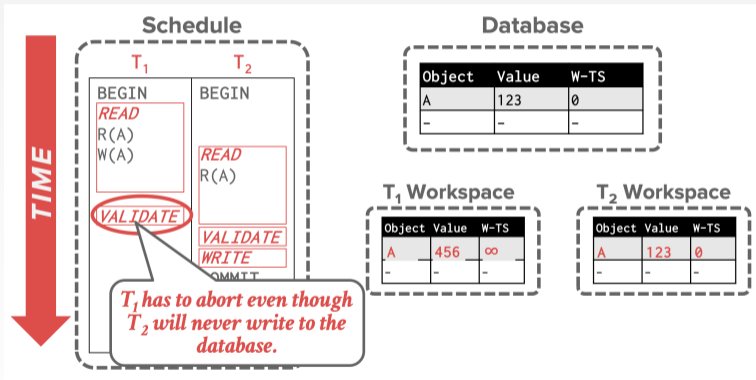 Schedule
Database
TIME
T1
T2
BEGIN
BEGIN
READ
R(A)
W(A)
READ
R(A)
VALIDATE
VALIDATE
WRITE
T1 has to abort even though
T2 will never write to the
database.
Object Value W-TS
A 123 0
- - -
T1 Workspace
Object Value W-TS
A 456 ∞
- - -
T2 Workspace
Object Value W-TS
A 123 0
- - -